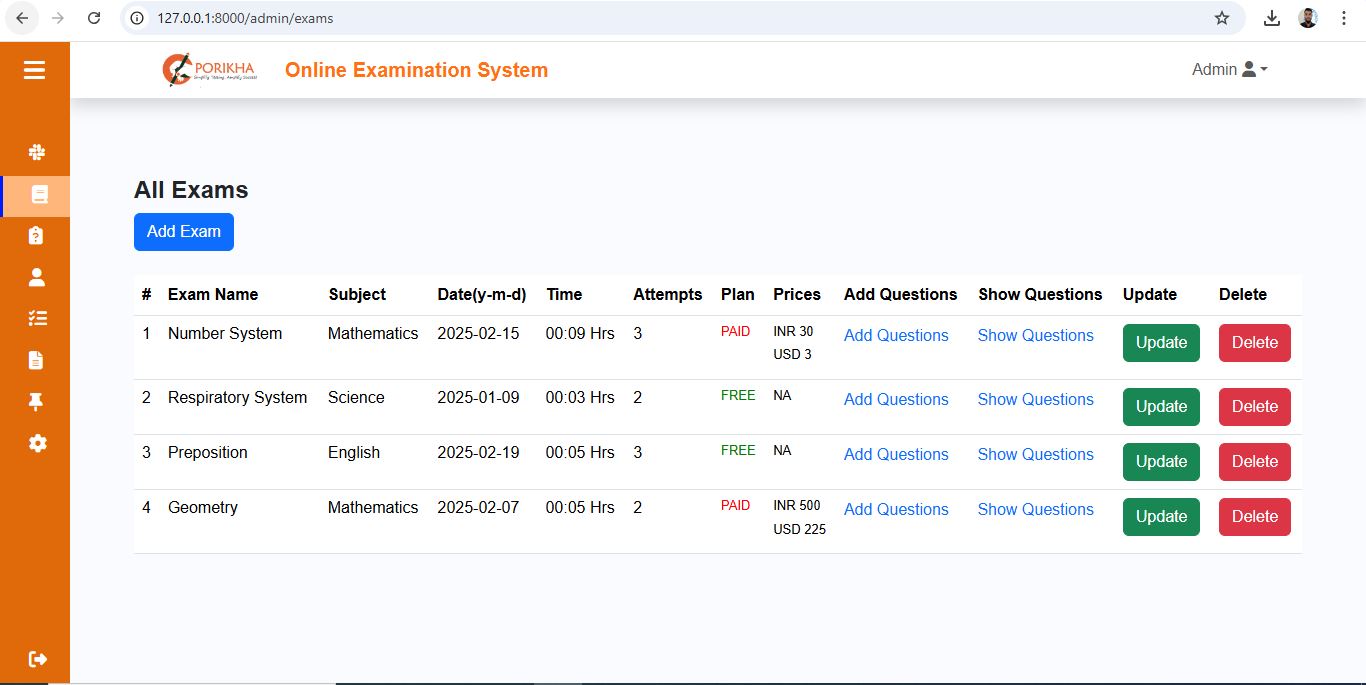 127.0.0.1:8000/admin/exams
PORIKHA
Online Examination System
Admin
All Exams
Add Exam
# Exam Name Subject Date(y-m-d) Time Attempts Plan Prices Add Questions Show Questions Update Delete
1 Number System Mathematics 2025-02-15 00:09 Hrs 3 PAID INR 30 Add Questions Show Questions Update Delete
USD 3
2 Respiratory System Science 2025-01-09 00:03 Hrs 2 FREE NA Add Questions Show Questions Update Delete
3 Preposition English 2025-02-19 00:05 Hrs 3 FREE NA Add Questions Show Questions Update Delete
4 Geometry Mathematics 2025-02-07 00:05 Hrs 2 PAID INR 500 Add Questions Show Questions Update Delete
USD 225